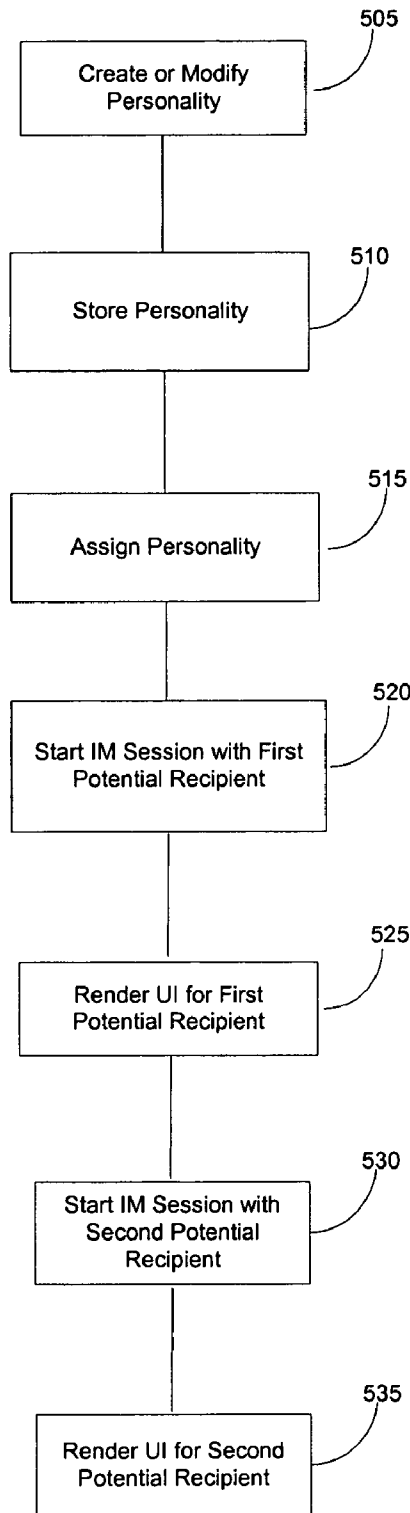 505
Create or Modify
Personality
510
Store Personality
515
Assign Personality
520
Start IM Session with First
Potential Recipient
525
Render UI for First
Potential Recipient
530
Start IM Session with
Second Potential
Recipient
535
Render UI for Second
Potential Recipient